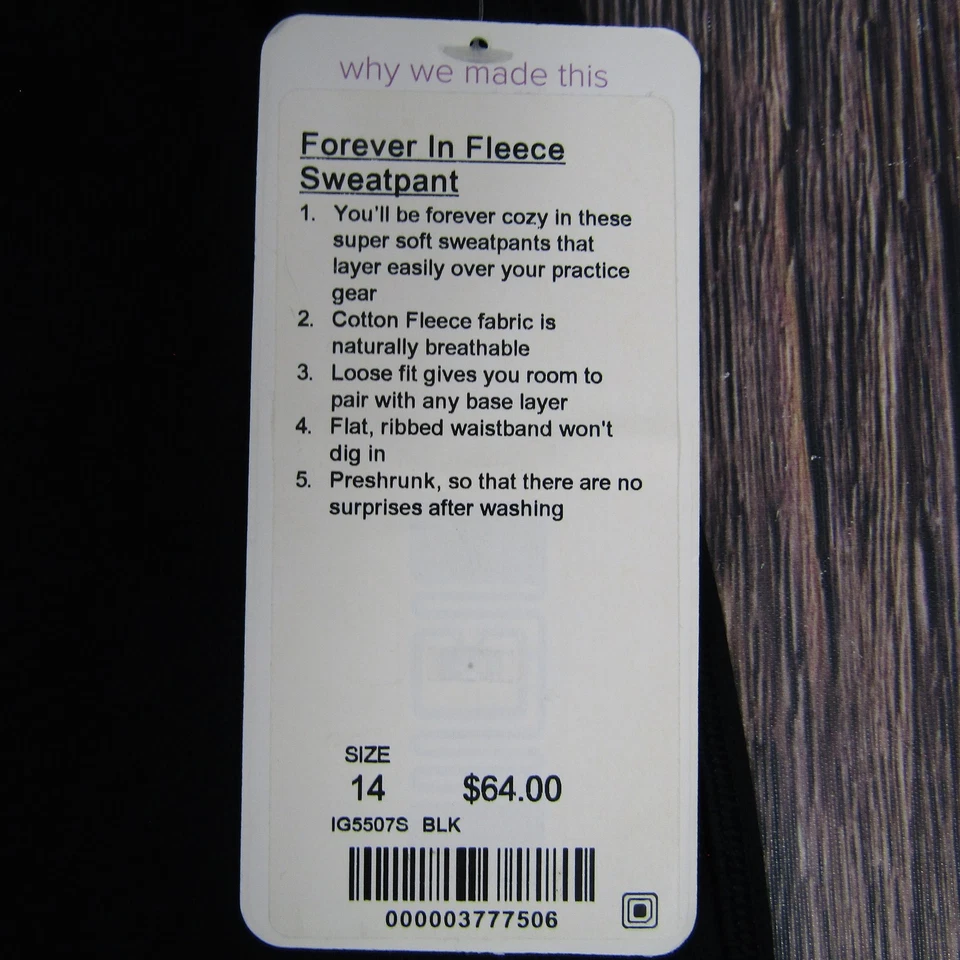 why we made this
Forever In Fleece
Sweatpant
1. You'll be forever cozy in these
super soft sweatpants that
layer easily over your practice
gear
2. Cotton Fleece fabric is
naturally breathable
3. Loose fit gives you room to
pair with any base layer
4. Flat, ribbed waistband won't
dig in
5. Preshrunk, so that there are no
surprises after washing
SIZE
14 $64.00
IG5507S BLK
000003777506